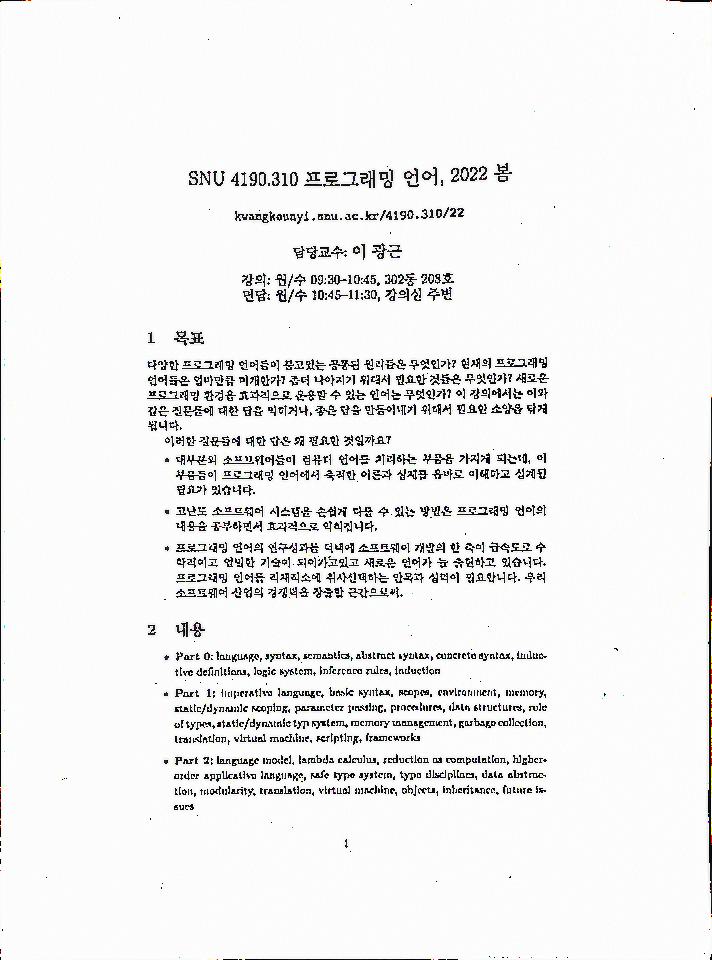 SNU 4190.310 프로그래밍 언어, 2022 봄
kwangkeunyi.snu.ac.kr/4190.310/22
담당교수: 이 광근
강의: 월/수 09:30–10:45, 302동 208호
면담: 월/수 10:45–11:30, 강의실 주변
1 목표
다양한 프로그래밍 언어들이 품고있는 공통된 원리들은 무엇인가? 현재의 프로그래밍
언어들은 얼마만큼 미개한가? 좀더 나아지기 위해서 필요한 것들은 무엇인가? 새로운
프로그래밍 환경을 효과적으로 운용할 수 있는 언어는 무엇인가? 이 강의에서는 이와
같은 질문들에 대한 답을 익히거나, 좋은 답을 만들어내기 위해서 필요한 소양을 닦게
됩니다.
이러한 질문들에 대한 답은 왜 필요한 것일까요?
• 대부분의 소프트웨어들이 컴퓨터 언어를 처리하는 부품을 가지게 되는데, 이
부품들이 프로그래밍 언어에서 축적한 이론과 실제를 올바로 이해하고 설계될
필요가 있습니다.
• 고난도 소프트웨어 시스템을 손쉽게 다룰 수 있는 방법은 프로그래밍 언어의
내용을 공부하면서 효과적으로 익혀집니다.
• 프로그래밍 언어의 연구성과들 덕택에 소프트웨어 개발의 한 축이 급속도로 수
학적이고 엄밀한 기술이 되어가고있고 새로운 언어가 늘 출현하고 있습니다.
프로그래밍 언어를 적재적소에 취사선택하는 안목과 실력이 필요합니다. 우리
소프트웨어 산업의 경쟁력을 창출할 근간으로써.
2 내용
• Part 0: language, syntax, semantics, abstract syntax, concrete syntax, induc-
tive definitions, logic system, inference rules, induction
• Part 1: imperative language, basic syntax, scopes, environment, memory,
static/dynamic scoping, parameter passing, procedures, data structures, role
of types, static/dynamic typ system, memory management, garbage collection,
translation, virtual machine, scripting, frameworks
• Part 2: language model, lambda calculus, reduction as computation, higher-
order applicative language, safe type system, type disciplines, data abstrac-
tion, modularity, translation, virtual machine, objects, inheritance, future is-
sues
1